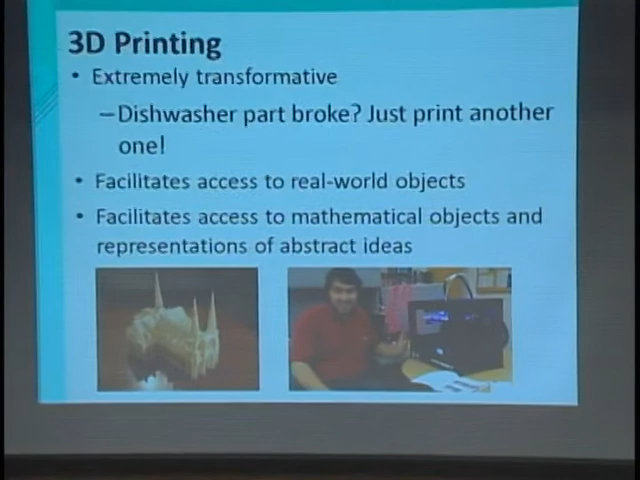 3D Printing
• Extremely transformative
– Dishwasher part broke? Just print another
one!
• Facilitates access to real-world objects
• Facilitates access to mathematical objects and
representations of abstract ideas